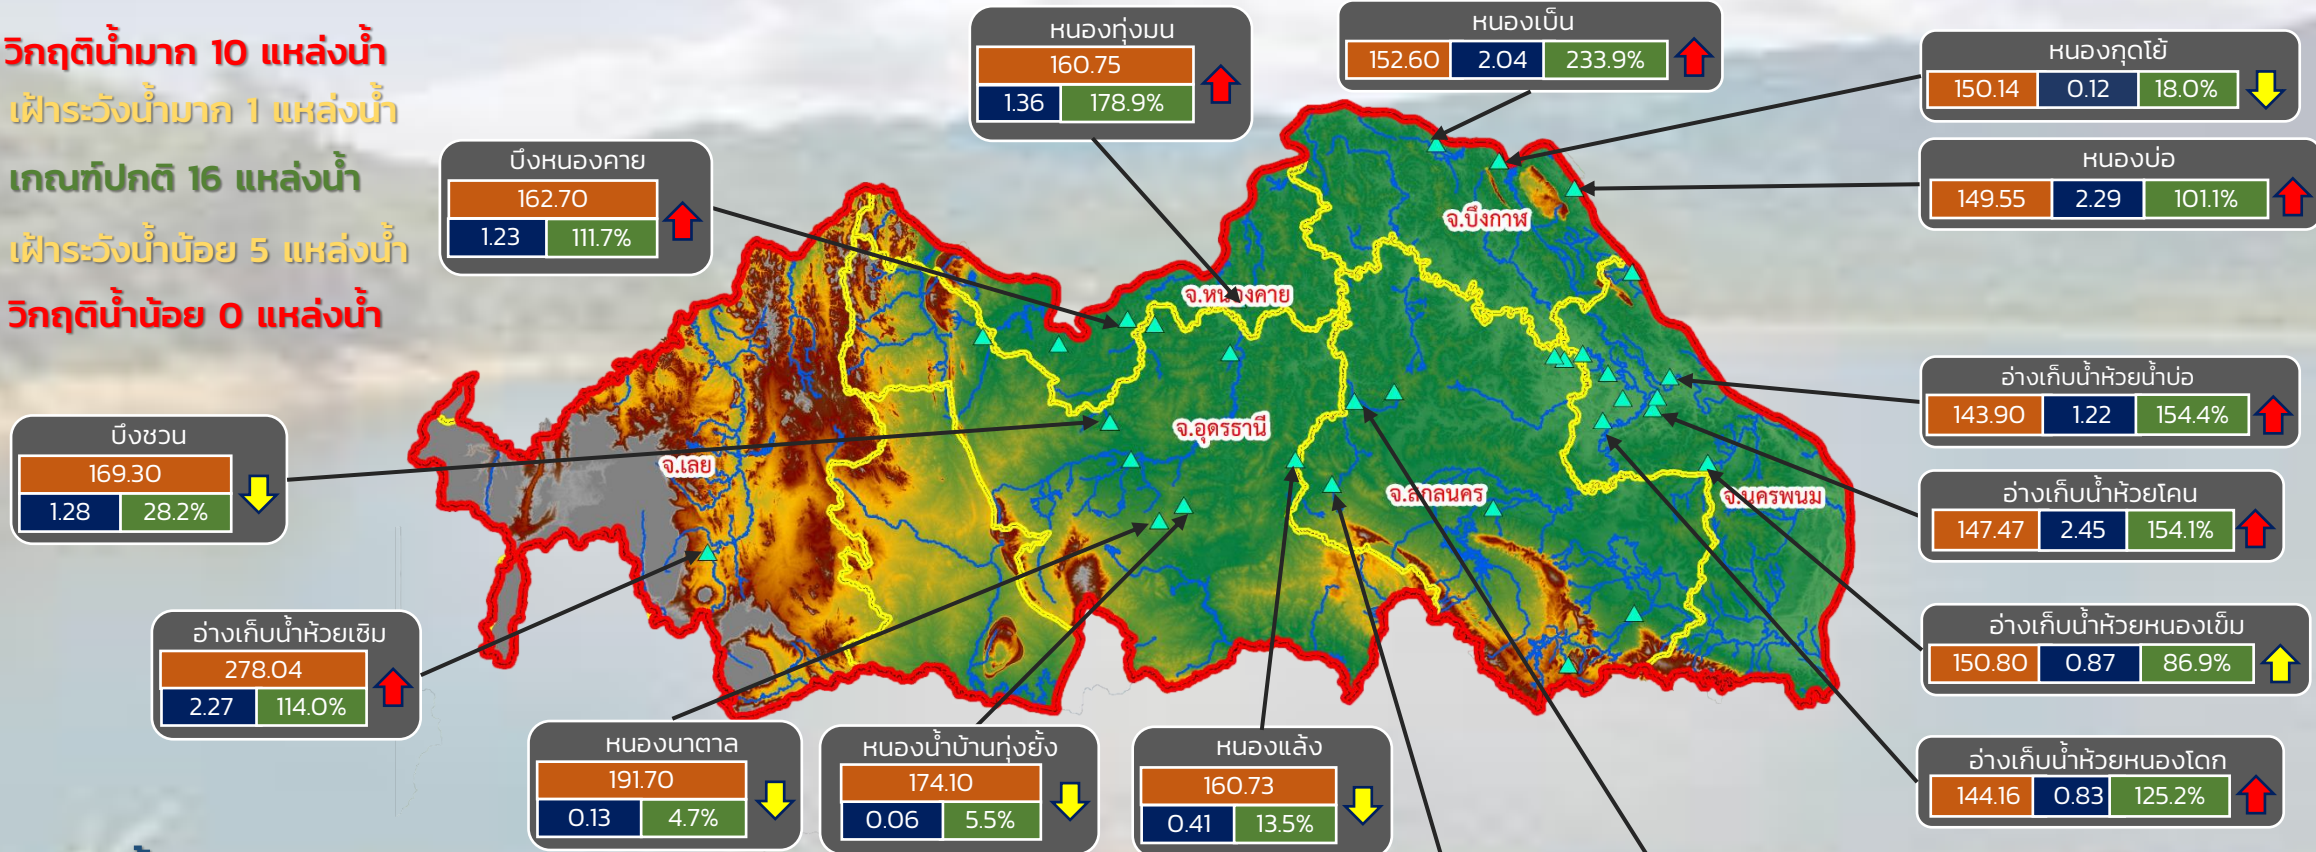 วิกฤติน้ำมาก 10 แหล่งน้ำ
เฝ้าระวังน้ำมาก 1 แหล่งน้ำ
เกณฑ์ปกติ 16 แหล่งน้ำ
เฝ้าระวังน้ำน้อย 5 แหล่งน้ำ
วิกฤติน้ำน้อย 0 แหล่งน้ำ
หนองทุ่งมน
160.75
1.36 178.9%
หนองเบ็น
152.60 2.04 233.9%
หนองกุดโย้
150.14 0.12 18.0%
หนองบ่อ
149.55 2.29 101.1%
บึงหนองคาย
162.70
1.23 111.7%
จ.บึงกาฬ
จ.หนองคาย
จ.อุดรธานี
จ.เลย
จ.สกลนคร
จ.นครพนม
บึงชวน
169.30
1.28 28.2%
อ่างเก็บน้ำห้วยน้ำบ่อ
143.90 1.22 154.4%
อ่างเก็บน้ำห้วยโคน
147.47 2.45 154.1%
อ่างเก็บน้ำห้วยหนองเข็ม
150.80 0.87 86.9%
อ่างเก็บน้ำห้วยหนองโดก
144.16 0.83 125.2%
อ่างเก็บน้ำห้วยเซิม
278.04
2.27 114.0%
หนองนาตาล
191.70
0.13 4.7%
หนองน้ำบ้านทุ่งยั้ง
174.10
0.06 5.5%
หนองแล้ง
160.73
0.41 13.5%